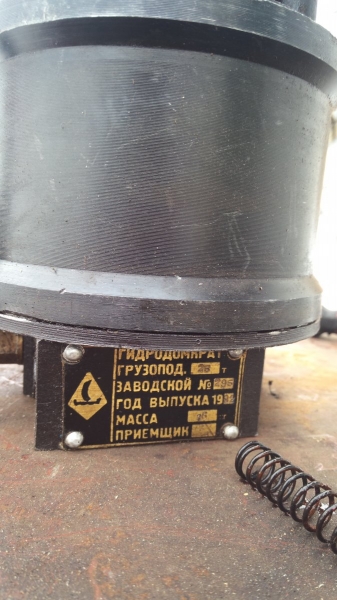 ГИДРОДОМКРАТ
ГРУЗОПОД. Т
ЗАВОДСКОЙ №
ГОД ВЫПУСКА 19
МАССА
ПРИЕМЩИК